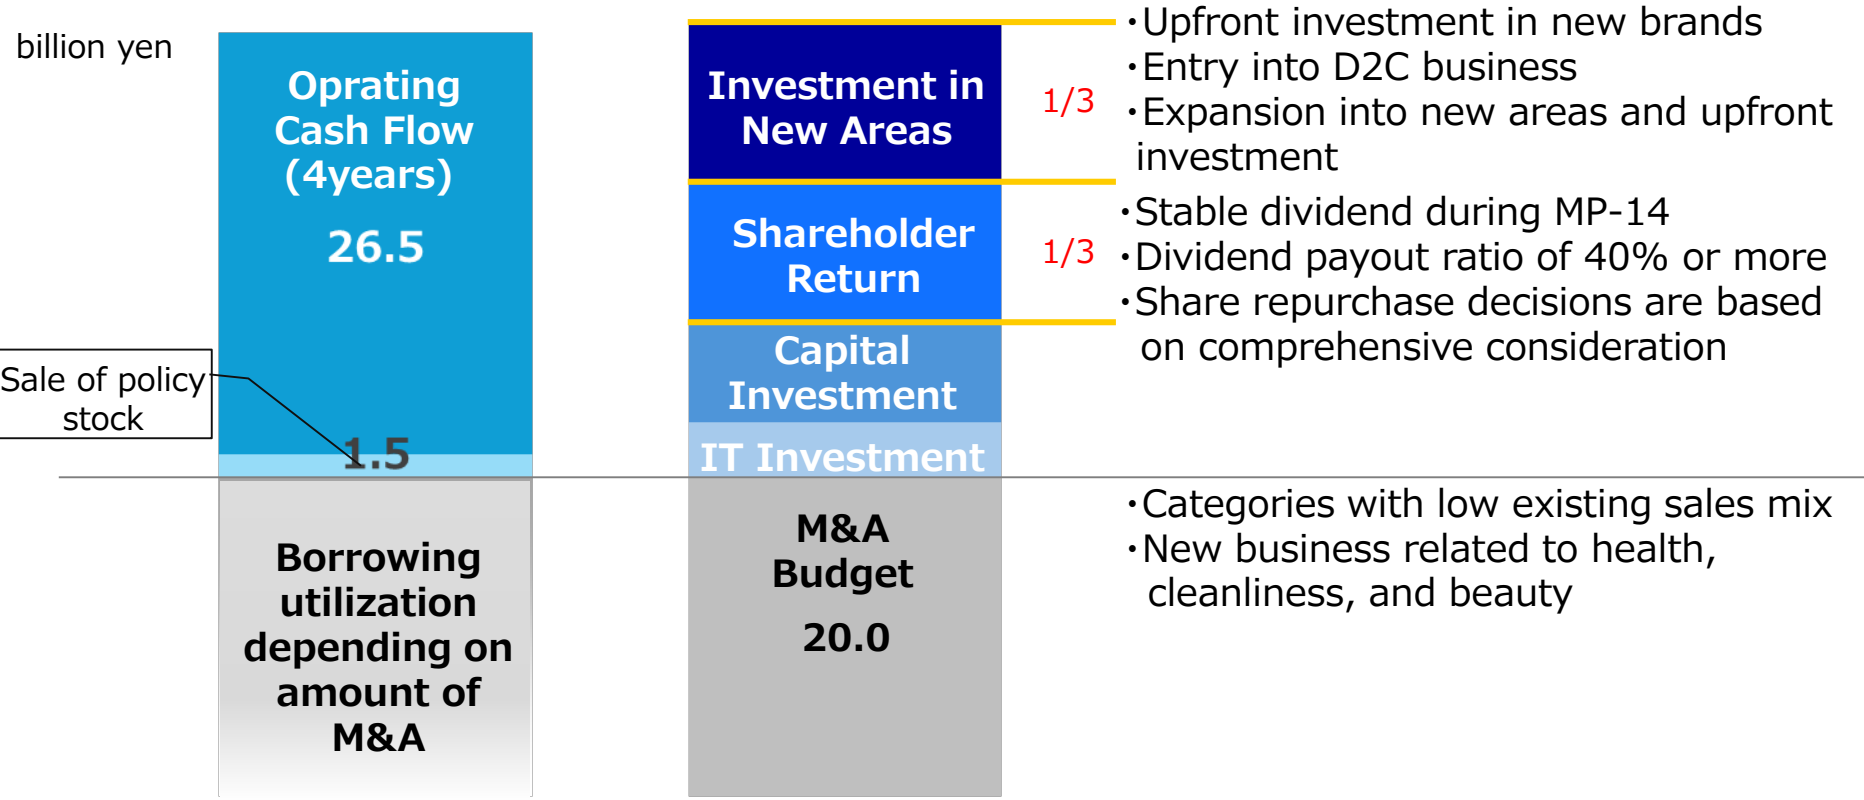 billion yen
Oprating
Cash Flow
(4years)
26.5
Sale of policy
stock
1.5
Borrowing
utilization
depending on
amount of
M&A
Investment in
New Areas
1/3
・Upfront investment in new brands
・Entry into D2C business
・Expansion into new areas and upfront
investment
Shareholder
Return
1/3
・Stable dividend during MP-14
・Dividend payout ratio of 40% or more
・Share repurchase decisions are based
on comprehensive consideration
Capital
Investment
IT Investment
M&A
Budget
20.0
・Categories with low existing sales mix
・New business related to health,
cleanliness, and beauty